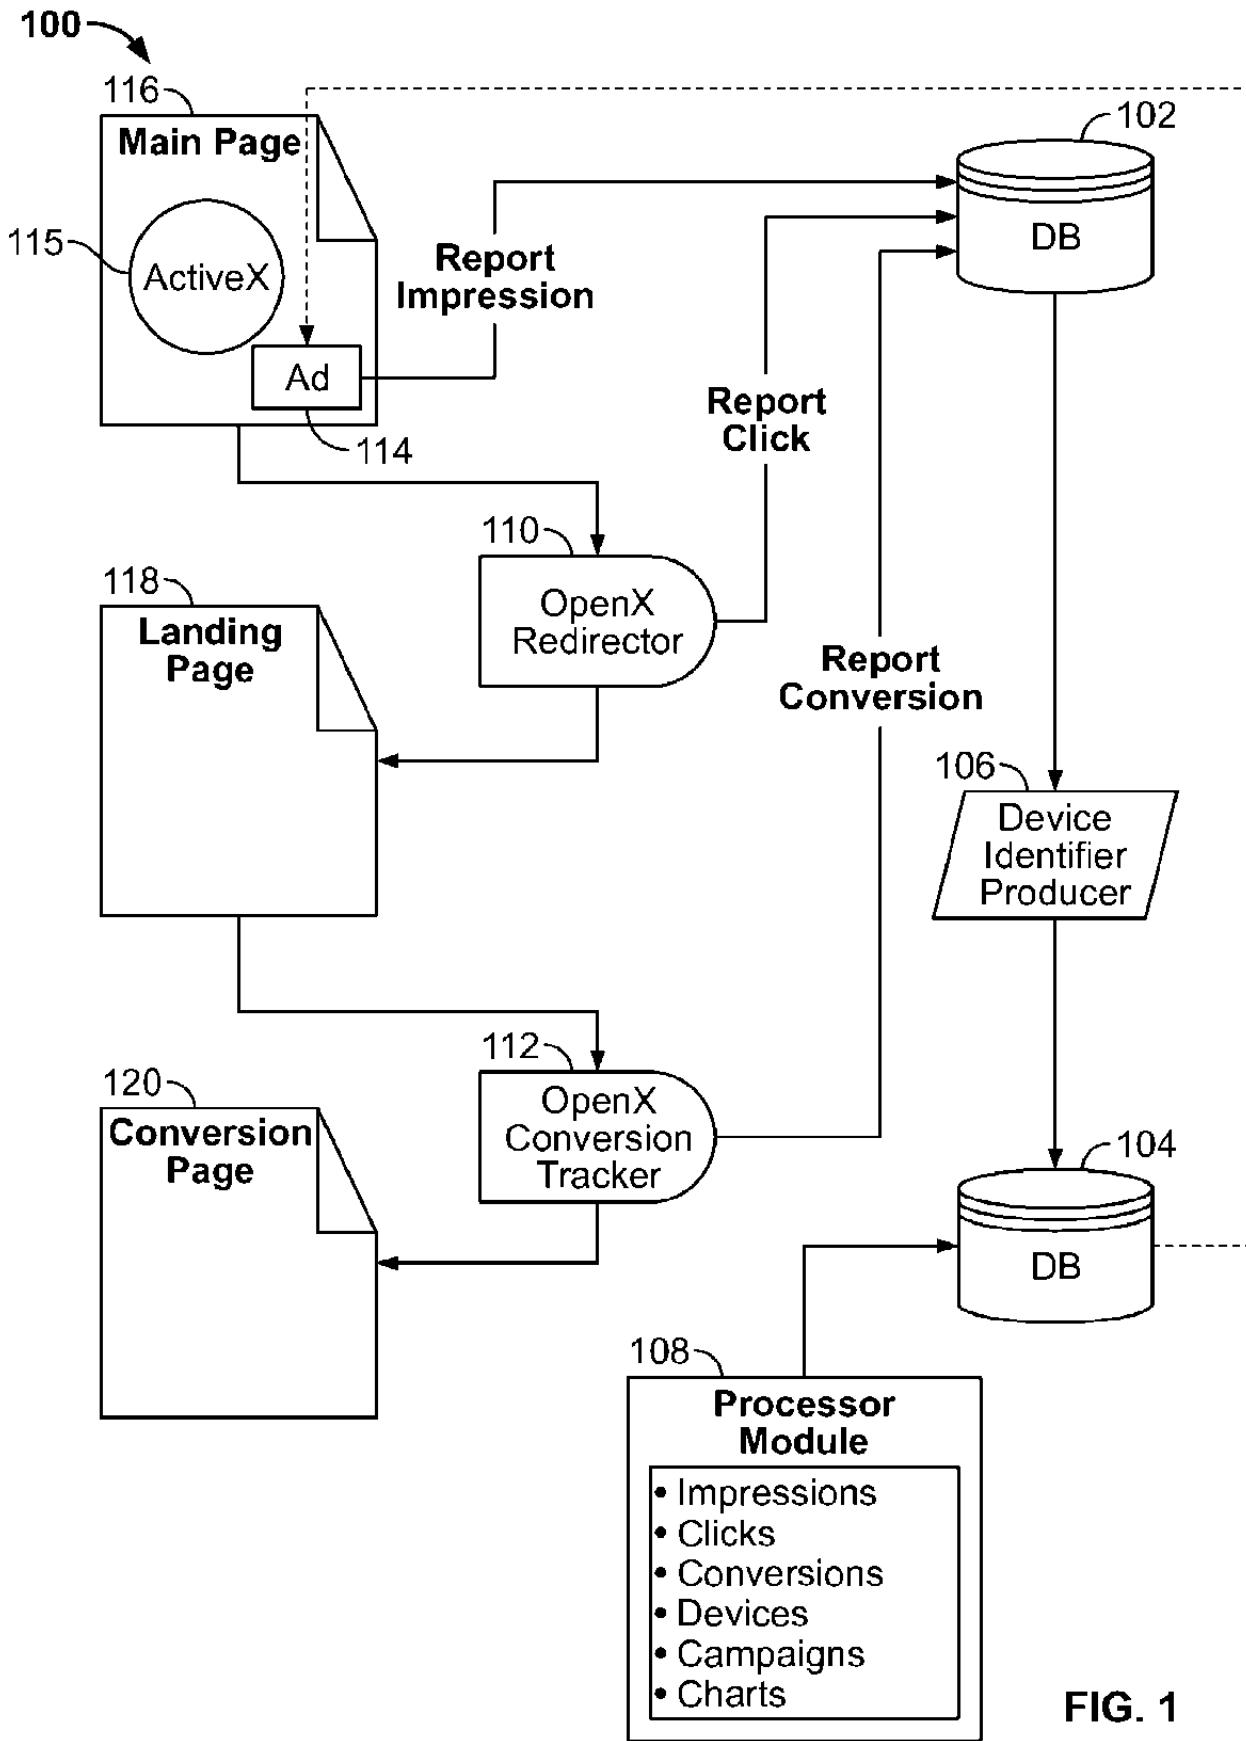 100
116
Main Page
102
DB
115
ActiveX
Report
Impression
Ad
114
Report
Click
110
OpenX
Redirector
118
Landing
Page
Report
Conversion
106
Device
Identifier
Producer
112
OpenX
Conversion
Tracker
120
Conversion
Page
104
DB
108
Processor
Module
• Impressions
• Clicks
• Conversions
• Devices
• Campaigns
• Charts
FIG. 1